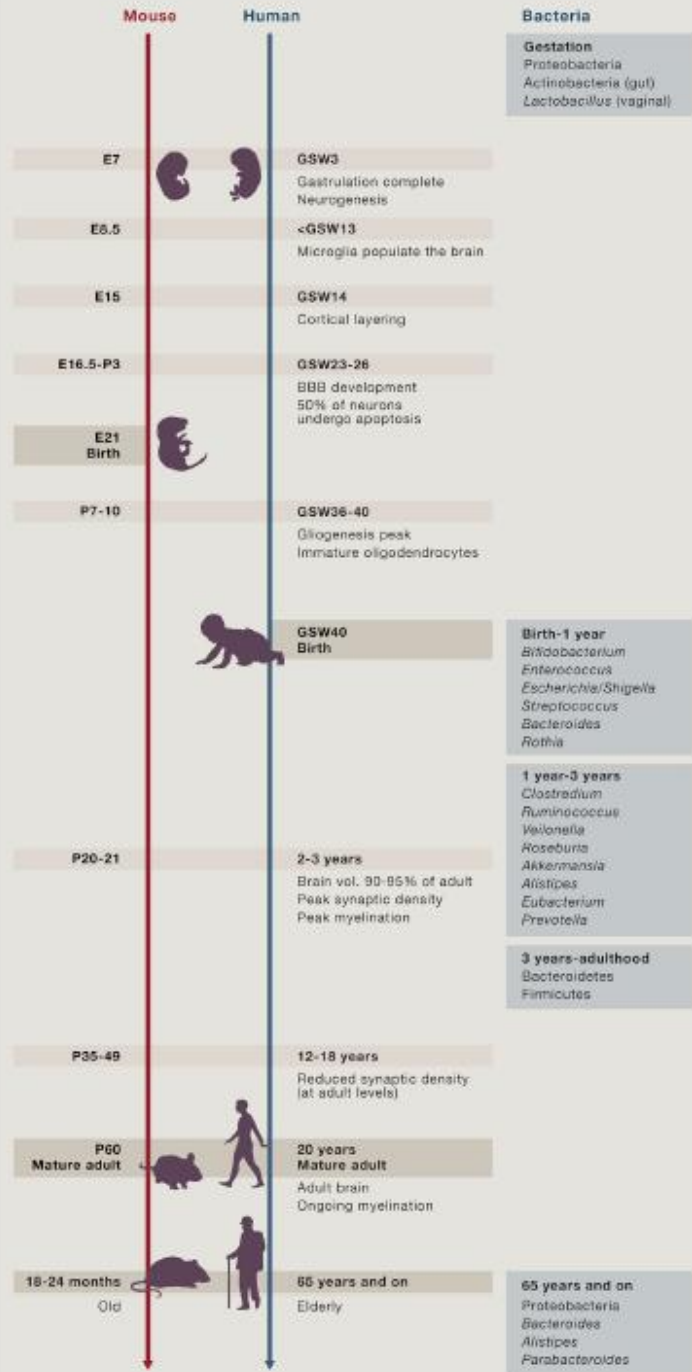 Mouse
Human
Bacteria
Gestation
Proteobacteria
Actinobacteria (gut)
Lactobacillus (vaginal)
E7
GSW3
Gastrulation complete
Neurogenesis
E8.5
<GSW13
Microglia populate the brain
E15
GSW14
Cortical layering
E16.5-P3
GSW23-26
BBB development
50% of neurons
undergo apoptosis
E21
Birth
P7-10
GSW36-40
Gliogenesis peak
Immature oligodendrocytes
GSW40
Birth
Birth-1 year
Bifidobacterium
Enterococcus
Escherichia/Shigella
Streptococcus
Bacteroides
Rothia
1 year-3 years
Clostredium
Ruminococcus
Veilonella
Roseburia
Akkermansia
Alistipes
Eubacterium
Prevotella
P20-21
2-3 years
Brain vol. 90-95% of adult
Peak synaptic density
Peak myelination
3 years-adulthood
Bacteroidetes
Firmicutes
P35-49
12-18 years
Reduced synaptic density
(at adult levels)
P60
Mature adult
20 years
Mature adult
Adult brain
Ongoing myelination
18-24 months
Old
65 years and on
Elderly
65 years and on
Proteobacteria
Bacteroides
Alistipes
Parabacteroides